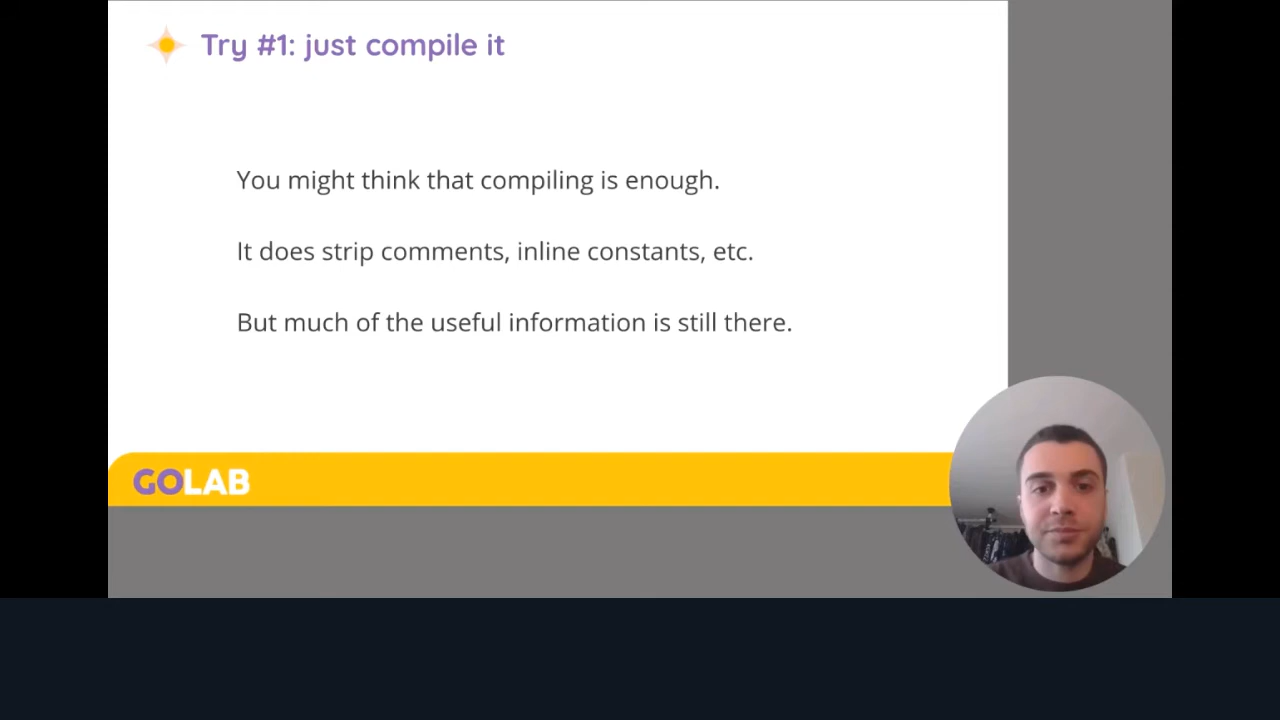 Try #1: just compile it
You might think that compiling is enough.
It does strip comments, inline constants, etc.
But much of the useful information is still there.
GOLAB